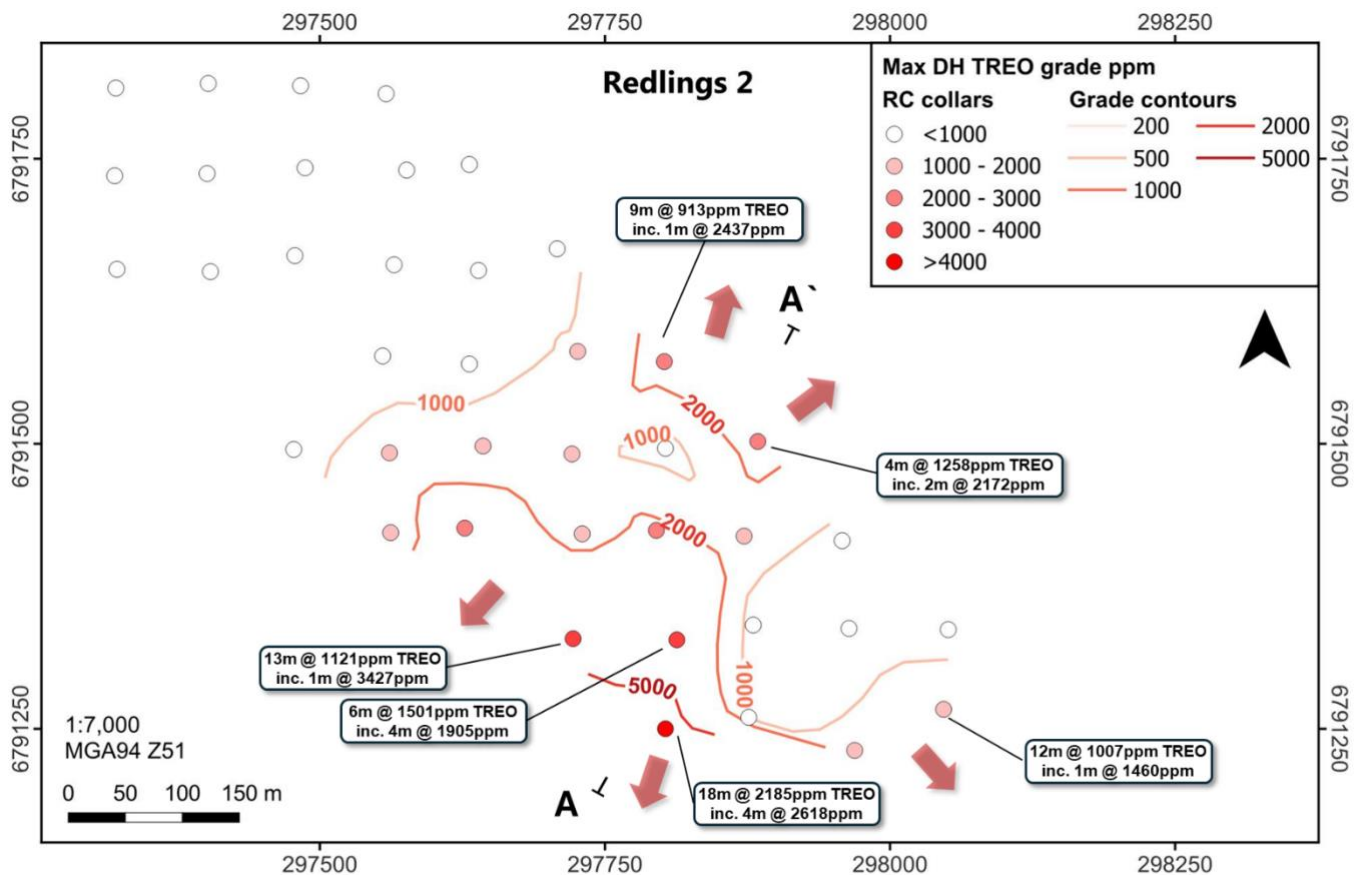 297500 297750 298000 298250
Redlings 2
Max DH TREO grade ppm
RC collars
<1000
1000 - 2000
2000 - 3000
3000 - 4000
>4000
Grade contours
200
500
1000
2000
5000
6791750
6791750
9m @ 913ppm TREO
inc. 1m @ 2437ppm
A`
1000
2000
1000
6791500
6791500
4m @ 1258ppm TREO
inc. 2m @ 2172ppm
2000
13m @ 1121ppm TREO
inc. 1m @ 3427ppm
5000
1000
6m @ 1501ppm TREO
inc. 4m @ 1905ppm
6791250
6791250
12m @ 1007ppm TREO
inc. 1m @ 1460ppm
A
18m @ 2185ppm TREO
inc. 4m @ 2618ppm
1:7,000
MGA94 Z51
0 50 100 150 m
297500 297750 298000 298250